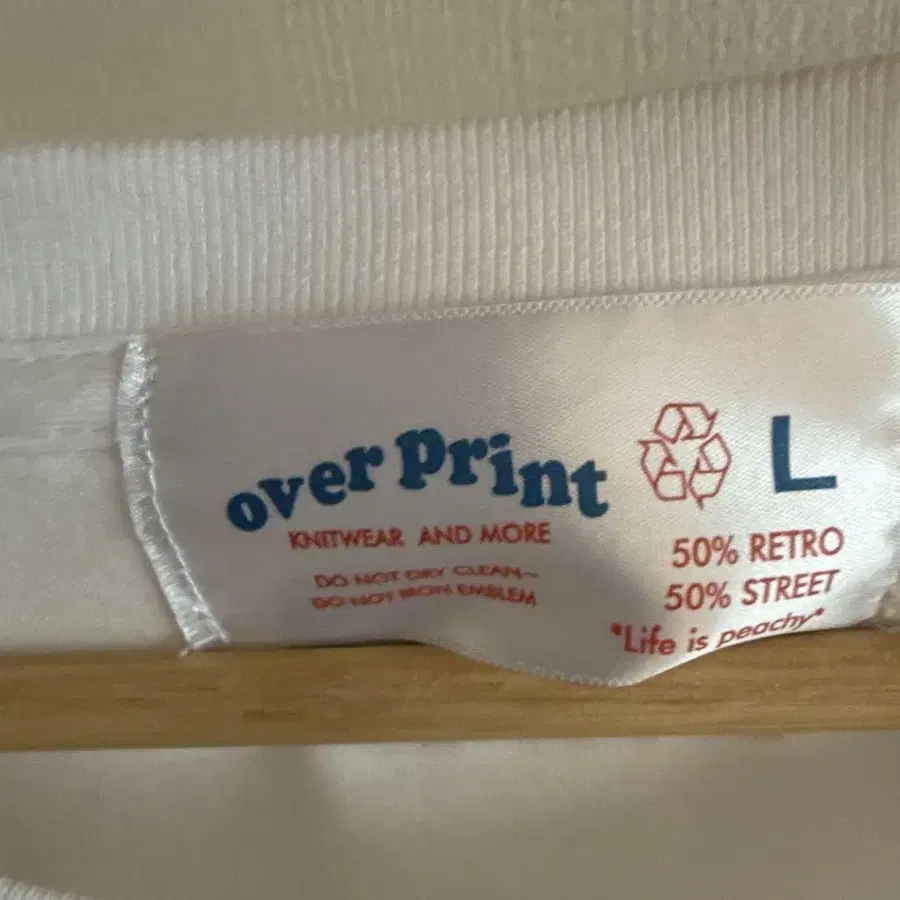 over print
KNITWEAR AND MORE
DO NOT DRY CLEAN~
DO NOT IRON EMBLEM
L
50% RETRO
50% STREET
"Life is peachy"